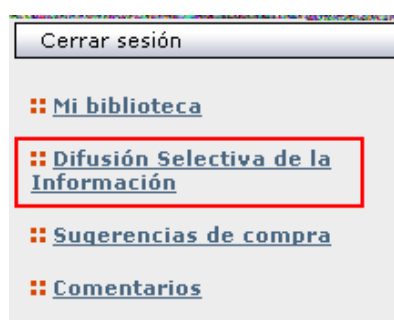 Cerrar sesión
Mi biblioteca
Difusión Selectiva de la
Información
Sugerencias de compra
Comentarios